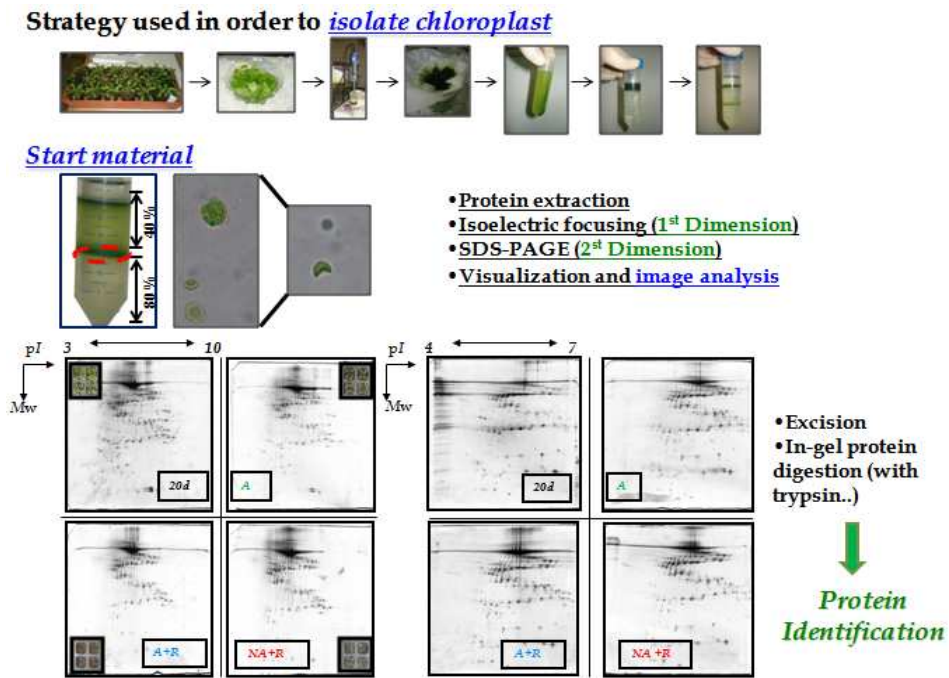 Strategy used in order to isolate chloroplast
Start material
40 %
80 %
•Protein extraction
•Isoelectric focusing (1st Dimension)
•SDS-PAGE (2st Dimension)
•Visualization and image analysis
pI
3
10
Mw
pI
4
7
Mw
20d
A
20d
A
•Excision
•In-gel protein
digestion (with
trypsin..)
A+R
NA+R
A+R
NA+R
Protein
Identification